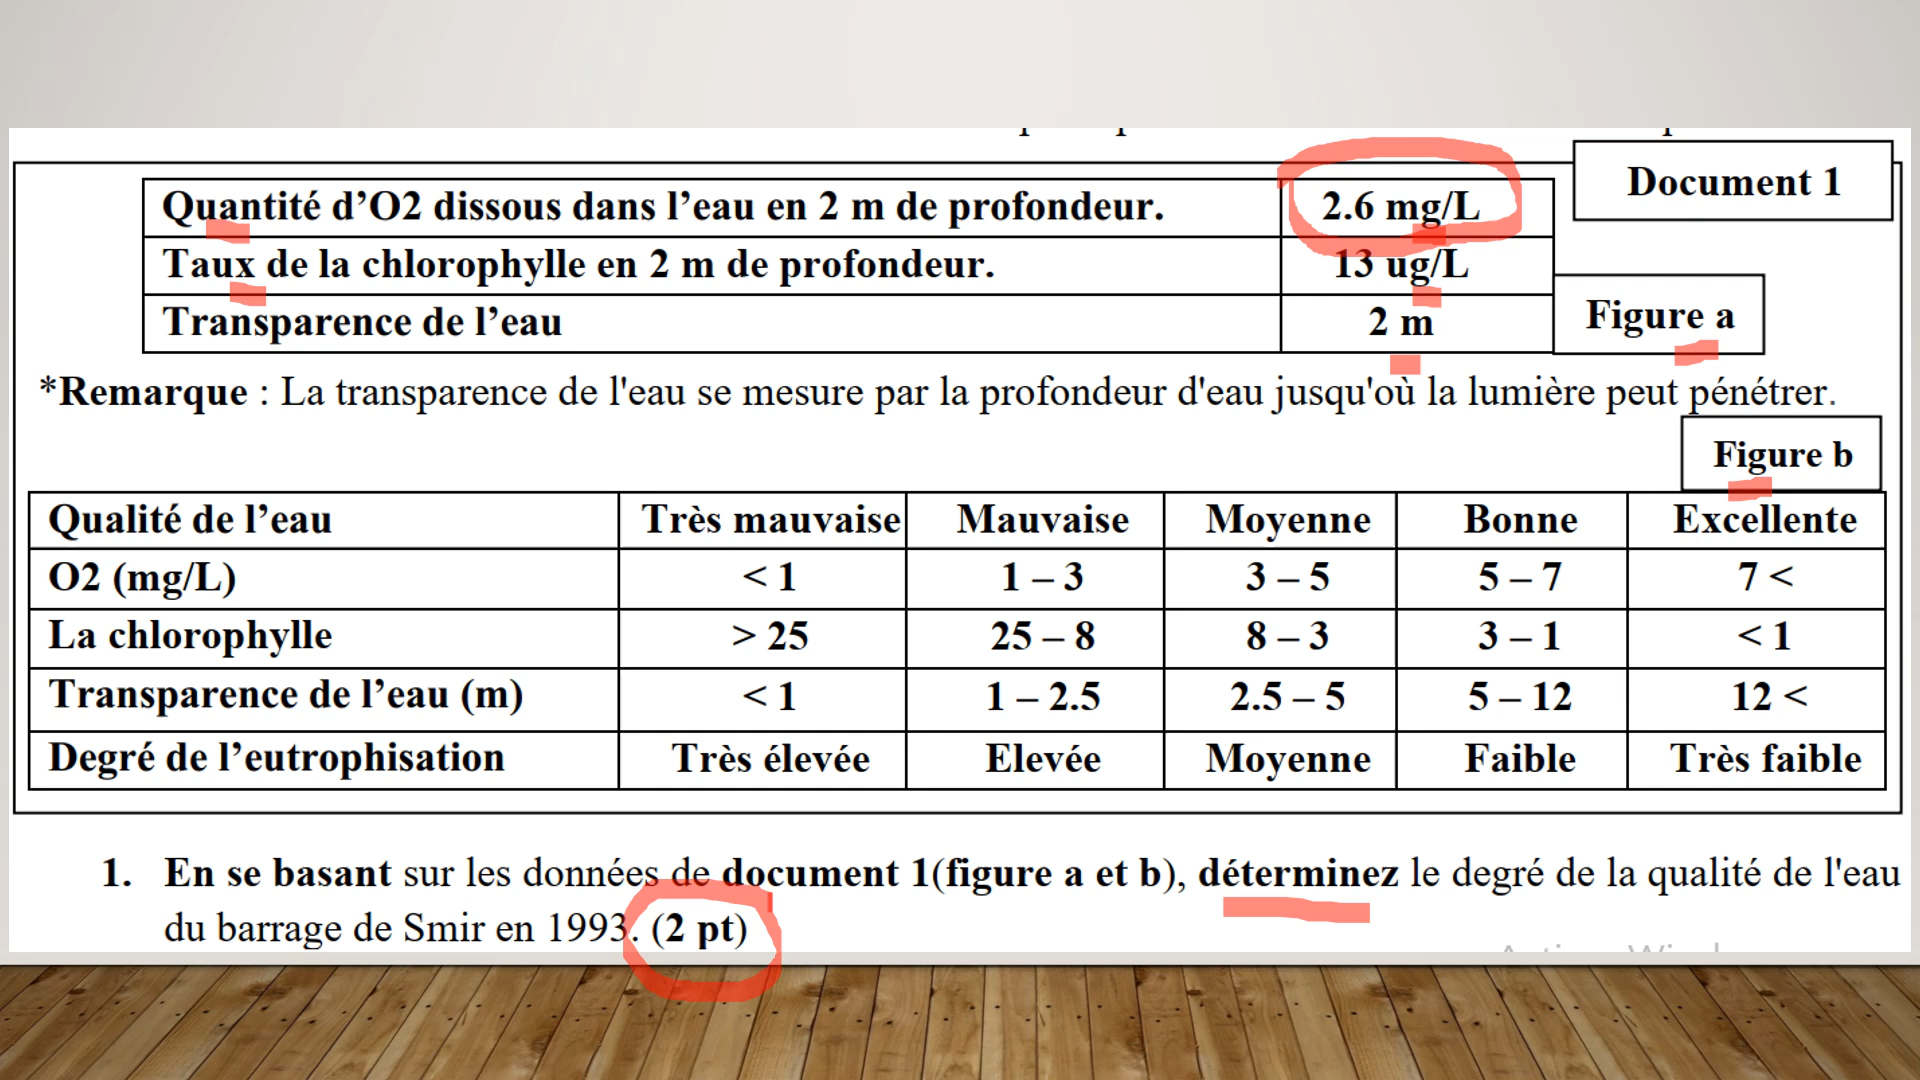 Document 1
Quantité d’O2 dissous dans l’eau en 2 m de profondeur. 2.6 mg/L
Taux de la chlorophylle en 2 m de profondeur. 13 ug/L
Transparence de l’eau 2 m
Figure a
*Remarque : La transparence de l'eau se mesure par la profondeur d'eau jusqu'où la lumière peut pénétrer.
Figure b
Qualité de l’eau Très mauvaise Mauvaise Moyenne Bonne Excellente
O2 (mg/L) < 1 1 – 3 3 – 5 5 – 7 7 <
La chlorophylle > 25 25 – 8 8 – 3 3 – 1 < 1
Transparence de l’eau (m) < 1 1 – 2.5 2.5 – 5 5 – 12 12 <
Degré de l’eutrophisation Très élevée Elevée Moyenne Faible Très faible
1. En se basant sur les données de document 1(figure a et b), déterminez le degré de la qualité de l'eau
du barrage de Smir en 1993. (2 pt)